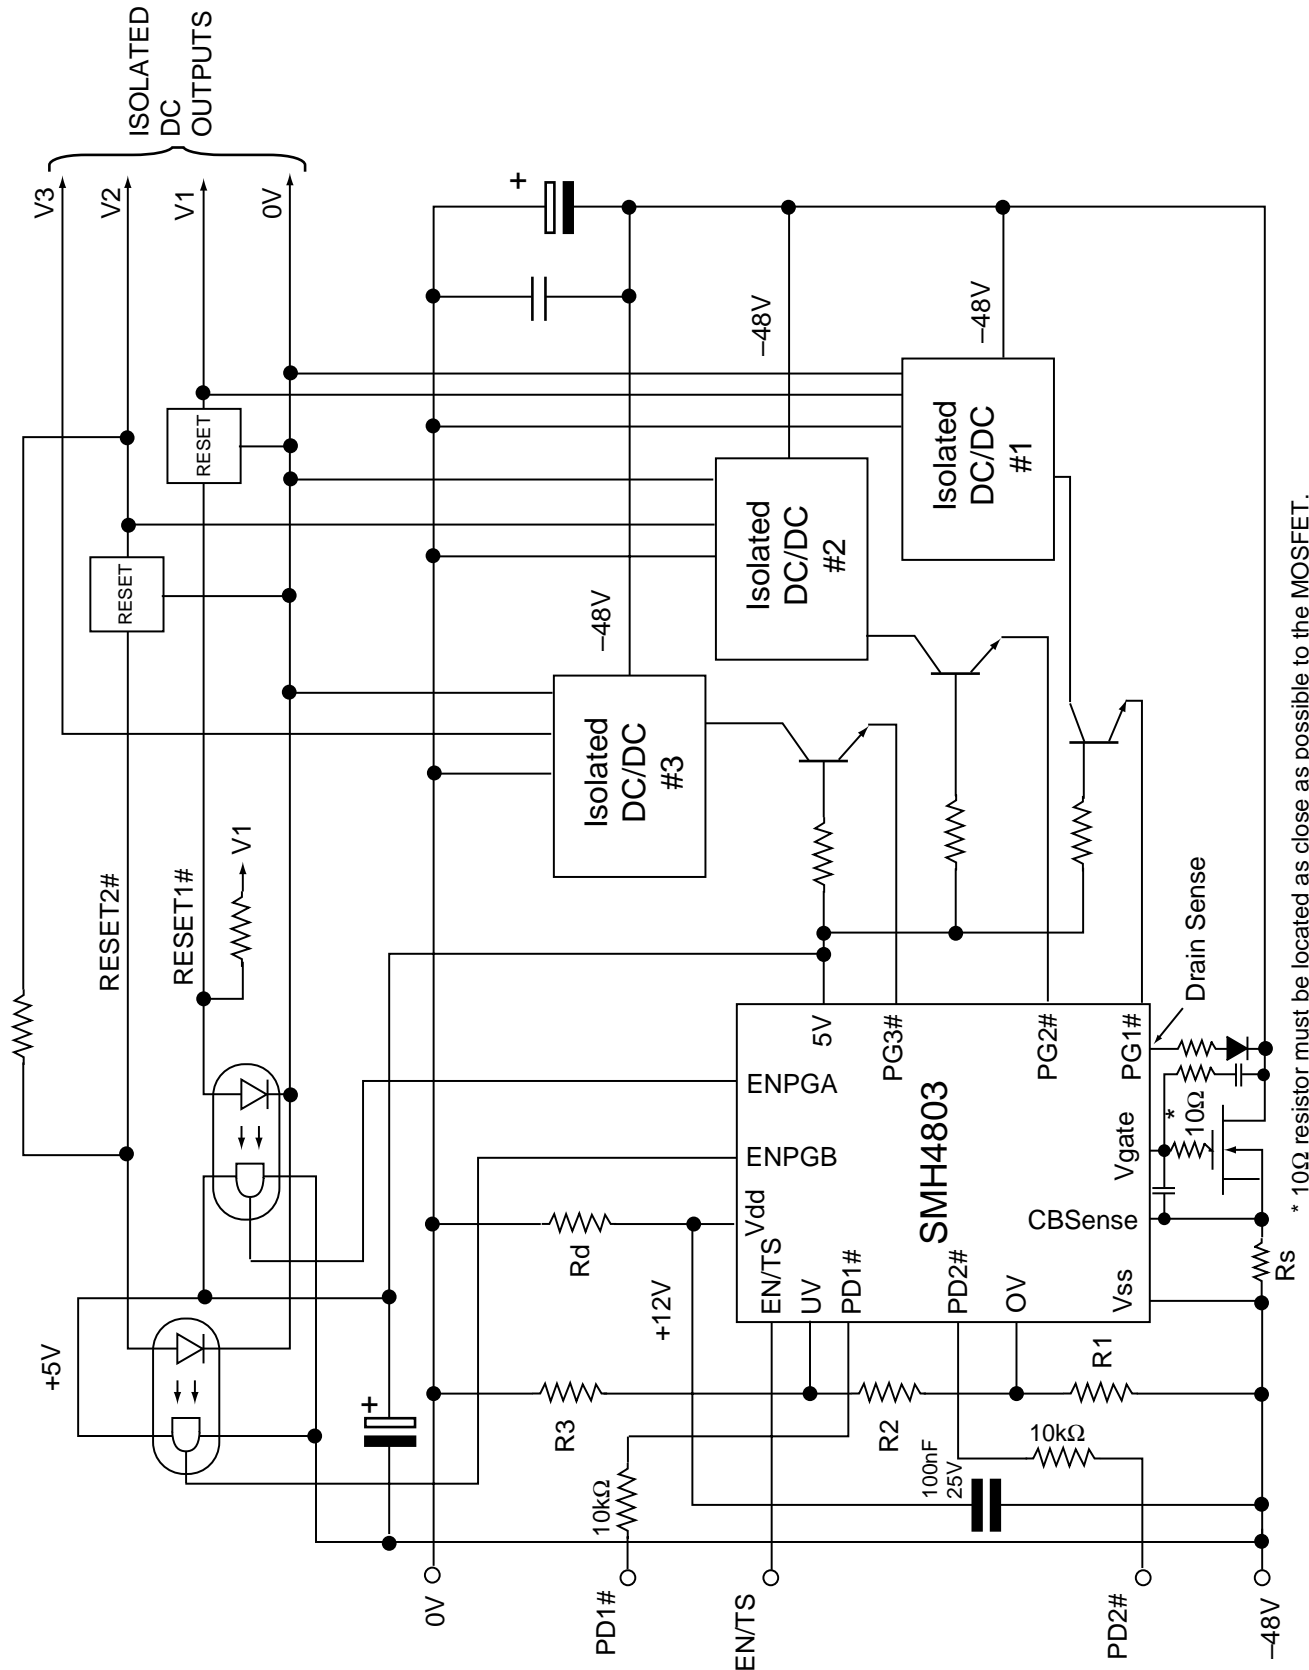 ISOLATED
DC
OUTPUTS
V3
V2
V1
0V
+
–48V
–48V
–48V
RESET
RESET
Isolated
DC/DC
#1
Isolated
DC/DC
#2
Isolated
DC/DC
#3
RESET2#
RESET1#
V1
Drain Sense
5V
PG3#
PG2#
PG1#
ENPGA
ENPGB
Vdd
EN/TS
UV
PD1#
PD2#
OV
SMH4803
Vgate
CBSense
Vss
*
10Ω
Rs
Rd
+12V
+5V
+
R3
R2
R1
10kΩ
10kΩ
100nF
25V
0V
PD1#
EN/TS
PD2#
–48V
* 10Ω resistor must be located as close as possible to the MOSFET.